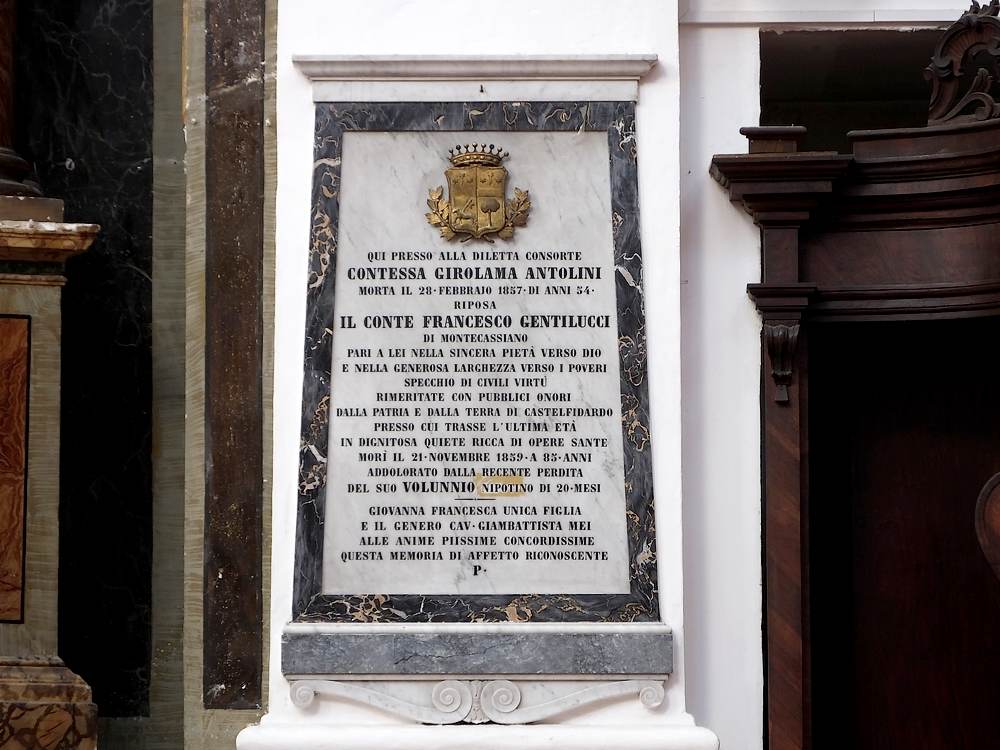 QUI PRESSO ALLA DILETTA CONSORTE
CONTESSA GIROLAMA ANTOLINI
MORTA IL 28·FEBBRAIO 1857·DI ANNI 54·
RIPOSA
IL CONTE FRANCESCO GENTILUCCI
DI MONTECASSIANO
PARI A LEI NELLA SINCERA PIETÀ VERSO DIO
E NELLA GENEROSA LARGHEZZA VERSO I POVERI
SPECCHIO DI CIVILI VIRTÙ
RIMERITATE CON PUBBLICI ONORI
DALLA PATRIA E DALLA TERRA DI CASTELFIDARDO
PRESSO CUI TRASSE L'ULTIMA ETÀ
IN DIGNITOSA QUIETE RICCA DI OPERE SANTE
MORÌ IL 21·NOVEMBRE 1859·A 85·ANNI
ADDOLORATO DALLA RECENTE PERDITA
DEL SUO VOLUNNIO NIPOTINO DI 20·MESI
GIOVANNA FRANCESCA UNICA FIGLIA
E IL GENERO CAV·GIAMBATTISTA MEI
ALLE ANIME PIISSIME CONCORDISSIME
QUESTA MEMORIA DI AFFETTO RICONOSCENTE
P·